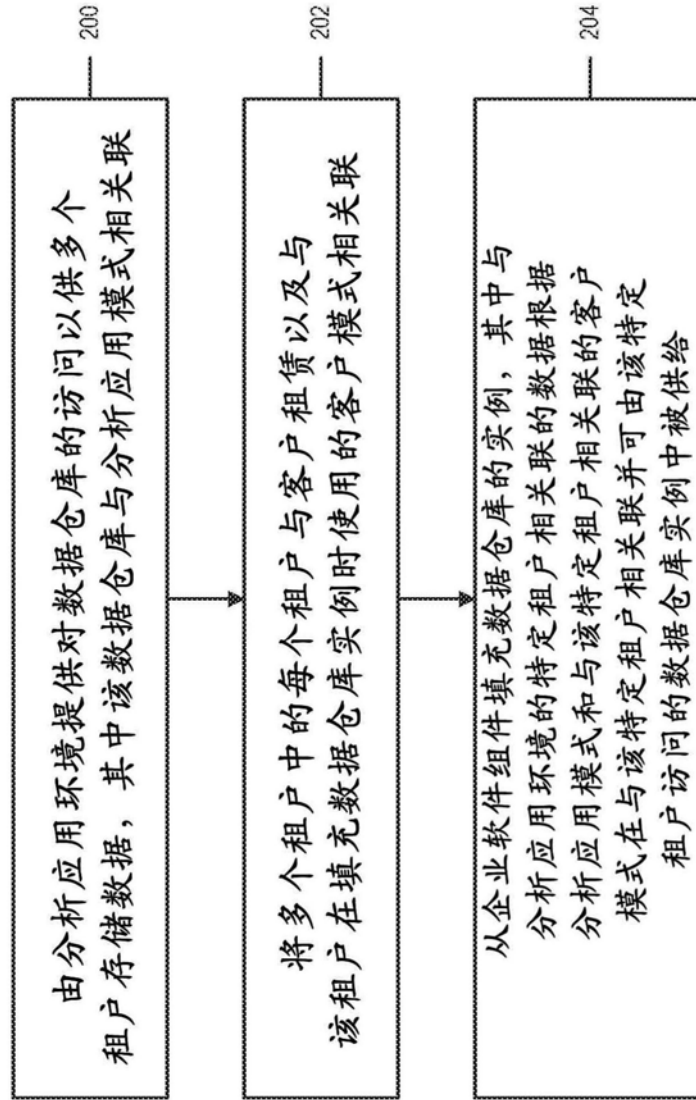 由分析应用环境提供对数据仓库的访问以供多个
租户存储数据，其中该数据仓库与分析应用模式相关联
200
将多个租户中的每个租户与客户租赁以及与
该租户在填充数据仓库实例时使用的客户模式相关联
202
从企业软件组件填充数据仓库的实例，其中与
分析应用环境的特定租户相关联的数据根据
分析应用模式和与该特定租户相关联的客户
模式在与该特定租户相关联并可由该特定
租户访问的数据仓库实例中被供给
204